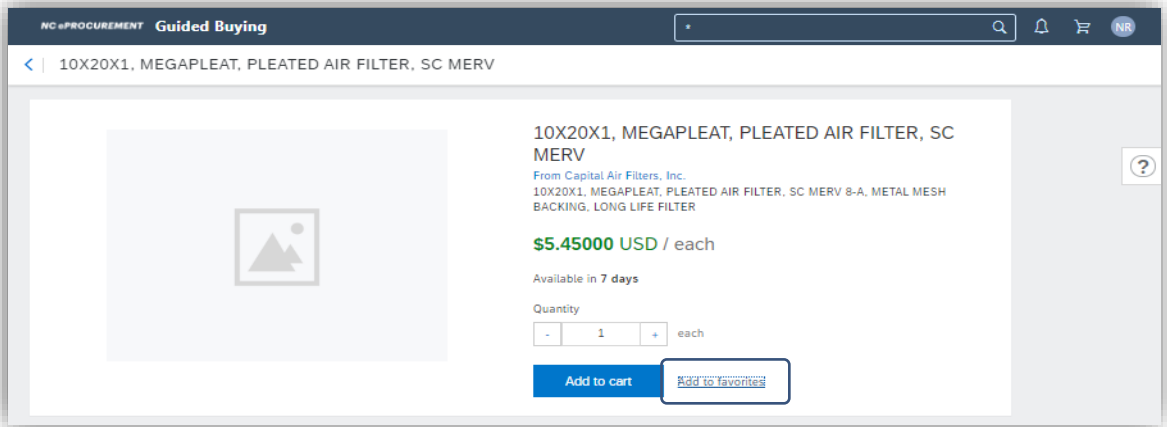 NC ePROCUREMENT Guided Buying
*
NR
< 10X20X1, MEGAPLEAT, PLEATED AIR FILTER, SC MERV
?
10X20X1, MEGAPLEAT, PLEATED AIR FILTER, SC
MERV
From Capital Air Filters, Inc.
10X20X1, MEGAPLEAT, PLEATED AIR FILTER, SC MERV 8-A, METAL MESH
BACKING, LONG LIFE FILTER
$5.45000 USD / each
Available in 7 days
Quantity
- 1 + each
Add to cart Add to favorites